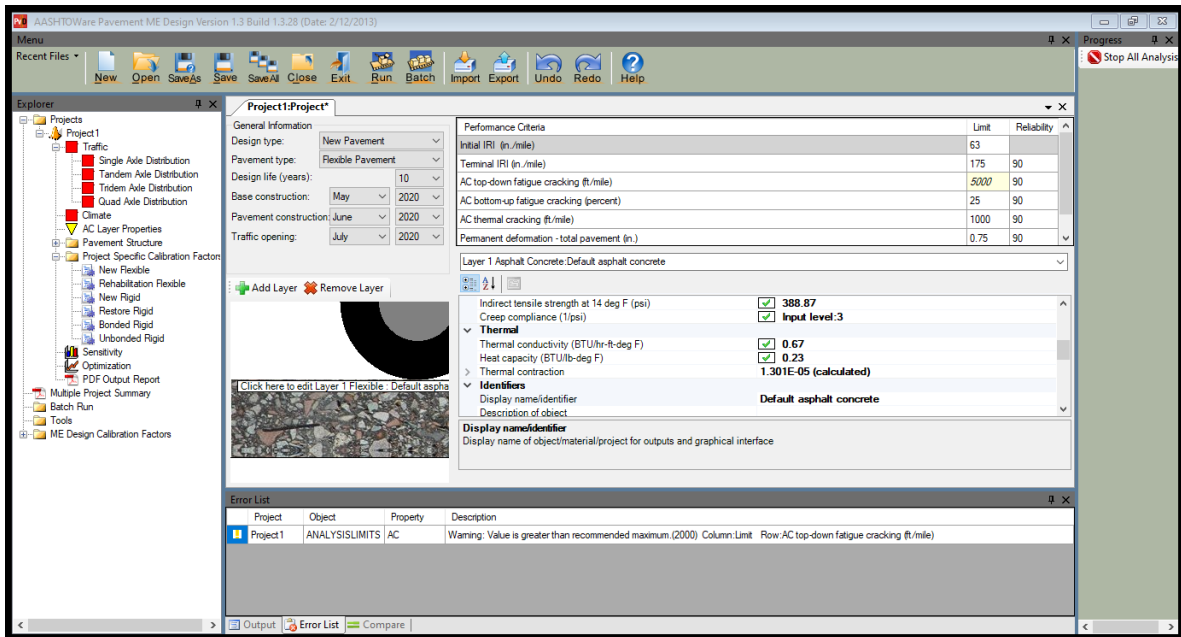 AASHTOWare Pavement ME Design Version 1.3 Build 1.3.28 (Date: 2/12/2013)
Menu
Recent Files
New Open SaveAs Save SaveAll Close Exit Run Batch Import Export Undo Redo Help
Progress
Stop All Analysis
Explorer
Projects
Project1
Traffic
Single Axle Distribution
Tandem Axle Distribution
Tridem Axle Distribution
Quad Axle Distribution
Climate
AC Layer Properties
Pavement Structure
Project Specific Calibration Factors
New Flexible
Rehabilitation Flexible
New Rigid
Restore Rigid
Bonded Rigid
Unbonded Rigid
Sensitivity
Optimization
PDF Output Report
Multiple Project Summary
Batch Run
Tools
ME Design Calibration Factors
Project1:Project*
General Information
Design type: New Pavement
Pavement type: Flexible Pavement
Design life (years): 10
Base construction: May 2020
Pavement construction: June 2020
Traffic opening: July 2020
Add Layer Remove Layer
Click here to edit Layer 1 Flexible : Default aspha
Performance Criteria Limit Reliability
Initial IRI (in./mile) 63
Terminal IRI (in./mile) 175 90
AC top-down fatigue cracking (ft/mile) 5000 90
AC bottom-up fatigue cracking (percent) 25 90
AC thermal cracking (ft/mile) 1000 90
Permanent deformation - total pavement (in.) 0.75 90
Layer 1 Asphalt Concrete:Default asphalt concrete
Indirect tensile strength at 14 deg F (psi) 388.87
Creep compliance (1/psi) Input level:3
Thermal
Thermal conductivity (BTU/hr-ft-deg F) 0.67
Heat capacity (BTU/lb-deg F) 0.23
Thermal contraction 1.301E-05 (calculated)
Identifiers
Display name/identifier Default asphalt concrete
Description of object
Display name/identifier
Display name of object/material/project for outputs and graphical interface
Error List
Project Object Property Description
Project1 ANALYSISLIMITS AC Warning: Value is greater than recommended maximum.(2000) Column:Limit Row:AC top-down fatigue cracking (ft/mile)
Output Error List Compare